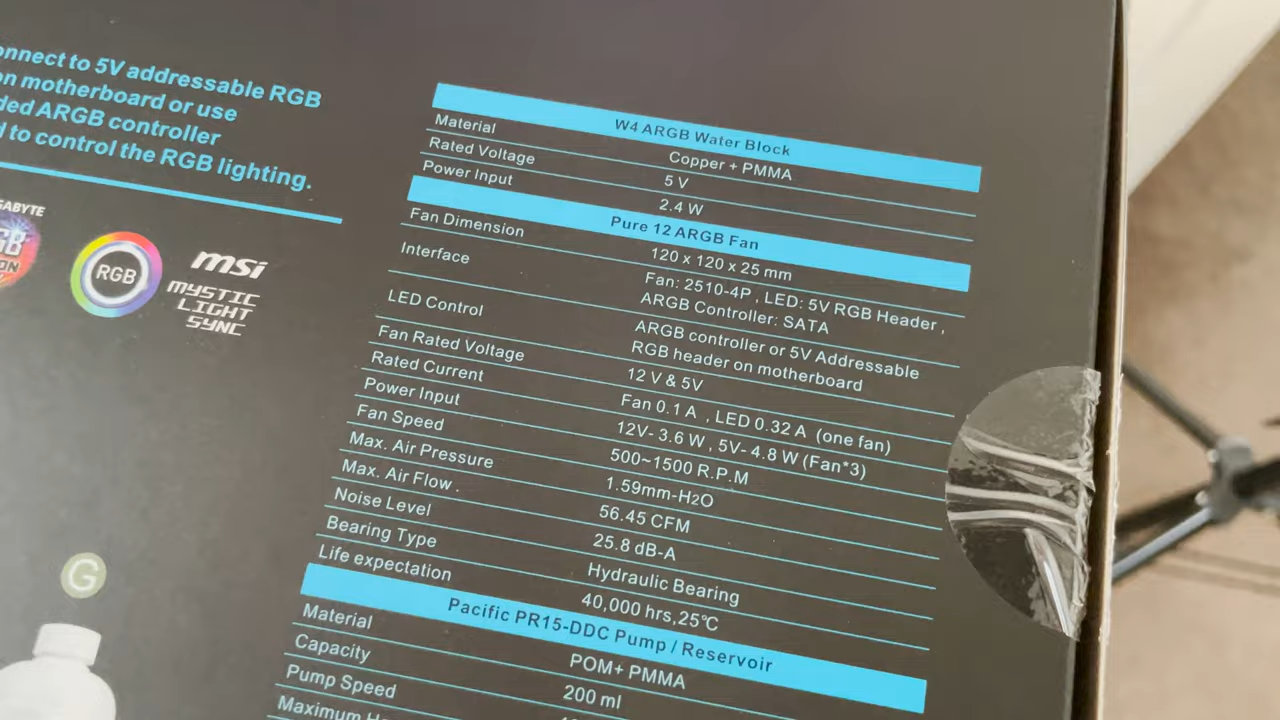 connect to 5V addressable RGB
on motherboard or use
ARGB controller
to control the RGB lighting.
GABYTE
RGB
msi
MYSTIC
LIGHT
SYNC
G
W4 ARGB Water Block
Material Copper + PMMA
Rated Voltage 5 V
Power Input 2.4 W
Pure 12 ARGB Fan
Fan Dimension 120 x 120 x 25 mm
Interface Fan: 2510-4P , LED: 5V RGB Header ,
ARGB Controller: SATA
LED Control ARGB controller or 5V Addressable
RGB header on motherboard
Fan Rated Voltage 12 V & 5V
Rated Current Fan 0.1 A , LED 0.32 A (one fan)
Power Input 12V- 3.6 W , 5V- 4.8 W (Fan*3)
Fan Speed 500~1500 R.P.M
Max. Air Pressure 1.59mm-H2O
Max. Air Flow . 56.45 CFM
Noise Level 25.8 dB-A
Bearing Type Hydraulic Bearing
Life expectation 40,000 hrs,25℃
Pacific PR15-DDC Pump / Reservoir
Material POM+ PMMA
Capacity 200 ml
Pump Speed
Maximum